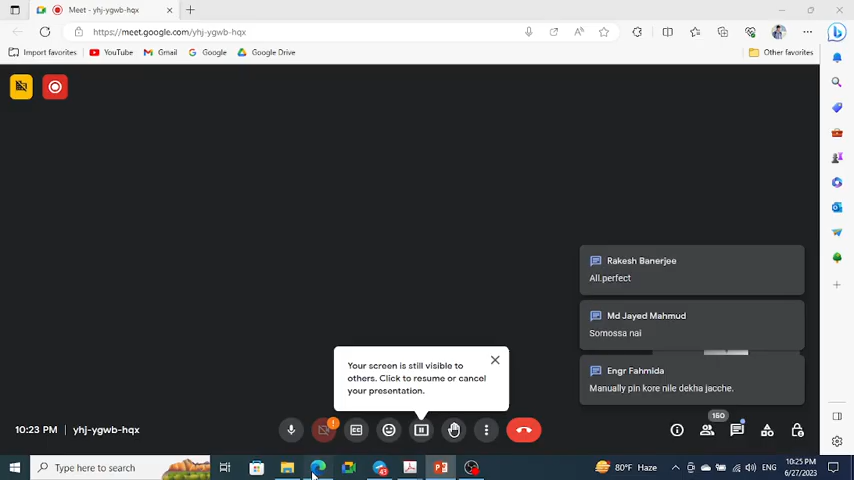 Meet - yhj-ygwb-hqx
https://meet.google.com/yhj-ygwb-hqx
Import favorites
YouTube
Gmail
Google
Google Drive
Other favorites
Rakesh Banerjee
All.perfect
Md Jayed Mahmud
Somossa nai
Engr Fahmida
Manually pin kore nile dekha jacche.
Your screen is still visible to
others. Click to resume or cancel
your presentation.
10:23 PM | yhj-ygwb-hqx
150
Type here to search
43
80°F Haze
ENG
10:25 PM
6/27/2023